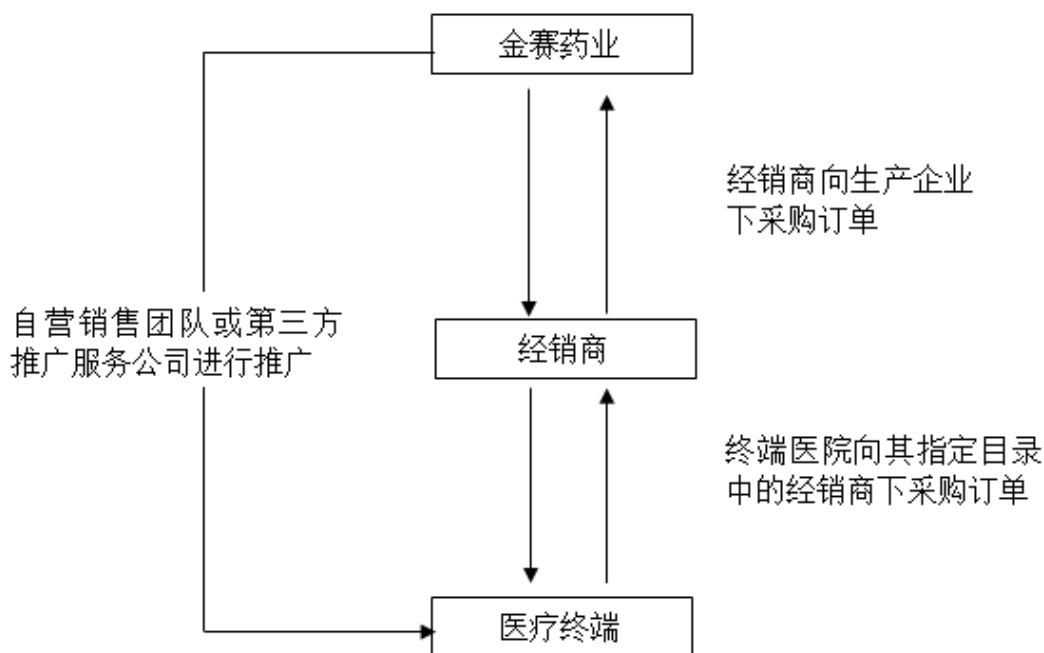 金赛药业
经销商向生产企业
下采购订单
自营销售团队或第三方
推广服务公司进行推广
经销商
终端医院向其指定目录
中的经销商下采购订单
医疗终端